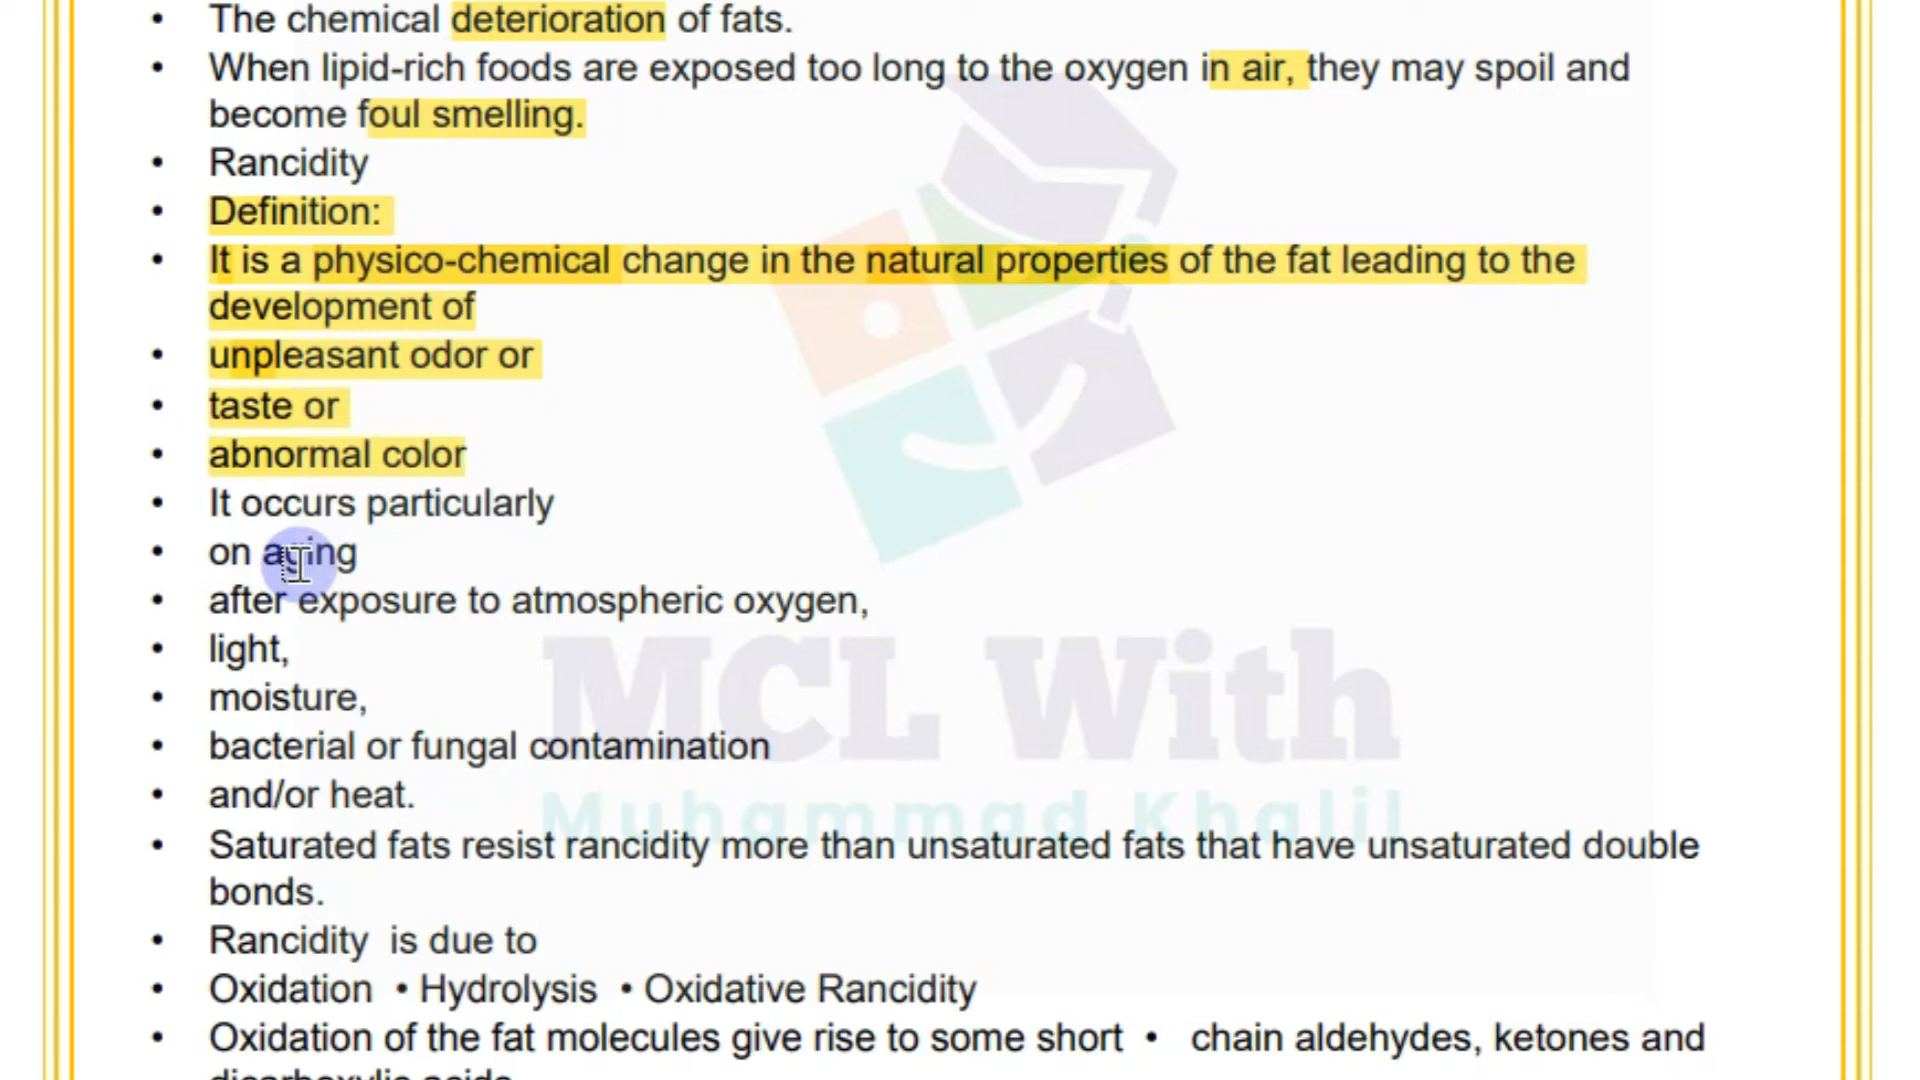 • The chemical deterioration of fats.
• When lipid-rich foods are exposed too long to the oxygen in air, they may spoil and
become foul smelling.
• Rancidity
• Definition:
• It is a physico-chemical change in the natural properties of the fat leading to the
development of
• unpleasant odor or
• taste or
• abnormal color
• It occurs particularly
• on aging
• after exposure to atmospheric oxygen,
• light,
• moisture,
• bacterial or fungal contamination
• and/or heat.
• Saturated fats resist rancidity more than unsaturated fats that have unsaturated double
bonds.
• Rancidity  is due to
• Oxidation  • Hydrolysis  • Oxidative Rancidity
• Oxidation of the fat molecules give rise to some short  •  chain aldehydes, ketones and
dicarboxylic acids
MCL With
Muhammad Khalil